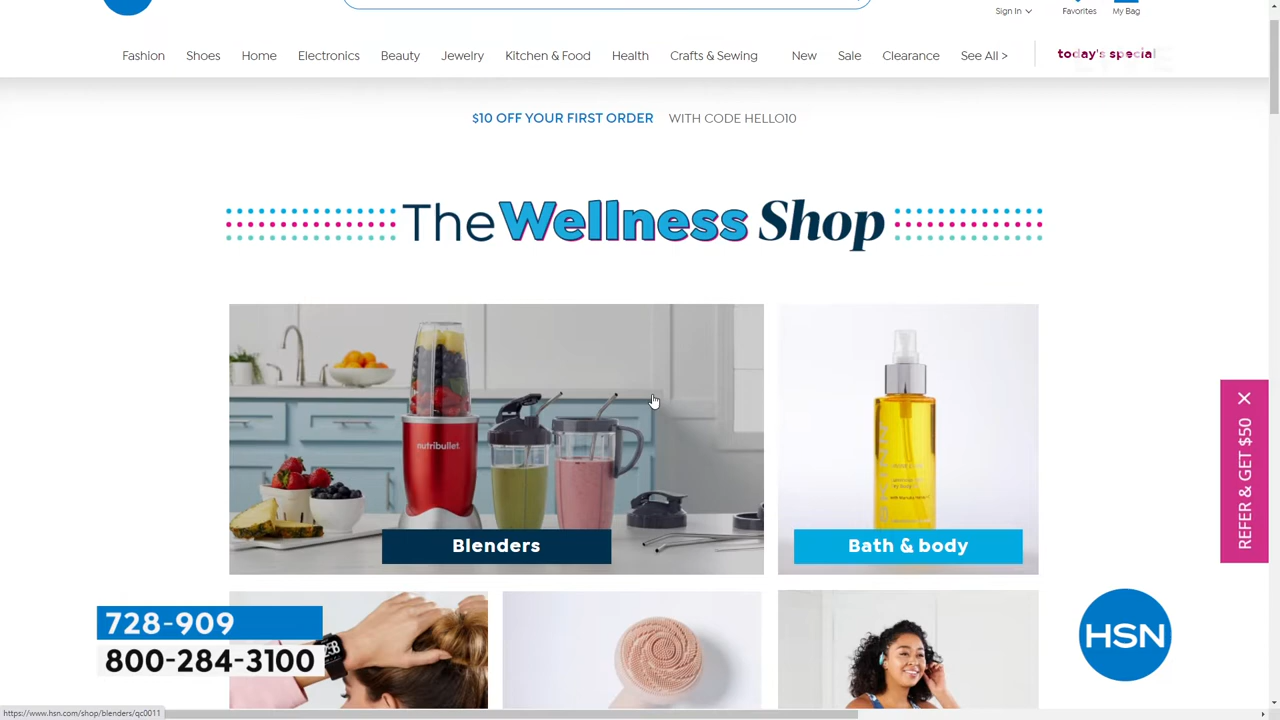 Sign In
Favorites
My Bag
Fashion
Shoes
Home
Electronics
Beauty
Jewelry
Kitchen & Food
Health
Crafts & Sewing
New
Sale
Clearance
See All >
today's special
$10 OFF YOUR FIRST ORDER WITH CODE HELLO10
The Wellness Shop
nutribullet
Blenders
Bath & body
REFER & GET $50
728-909
800-284-3100
HSN
https://www.hsn.com/shop/blenders/qc0011